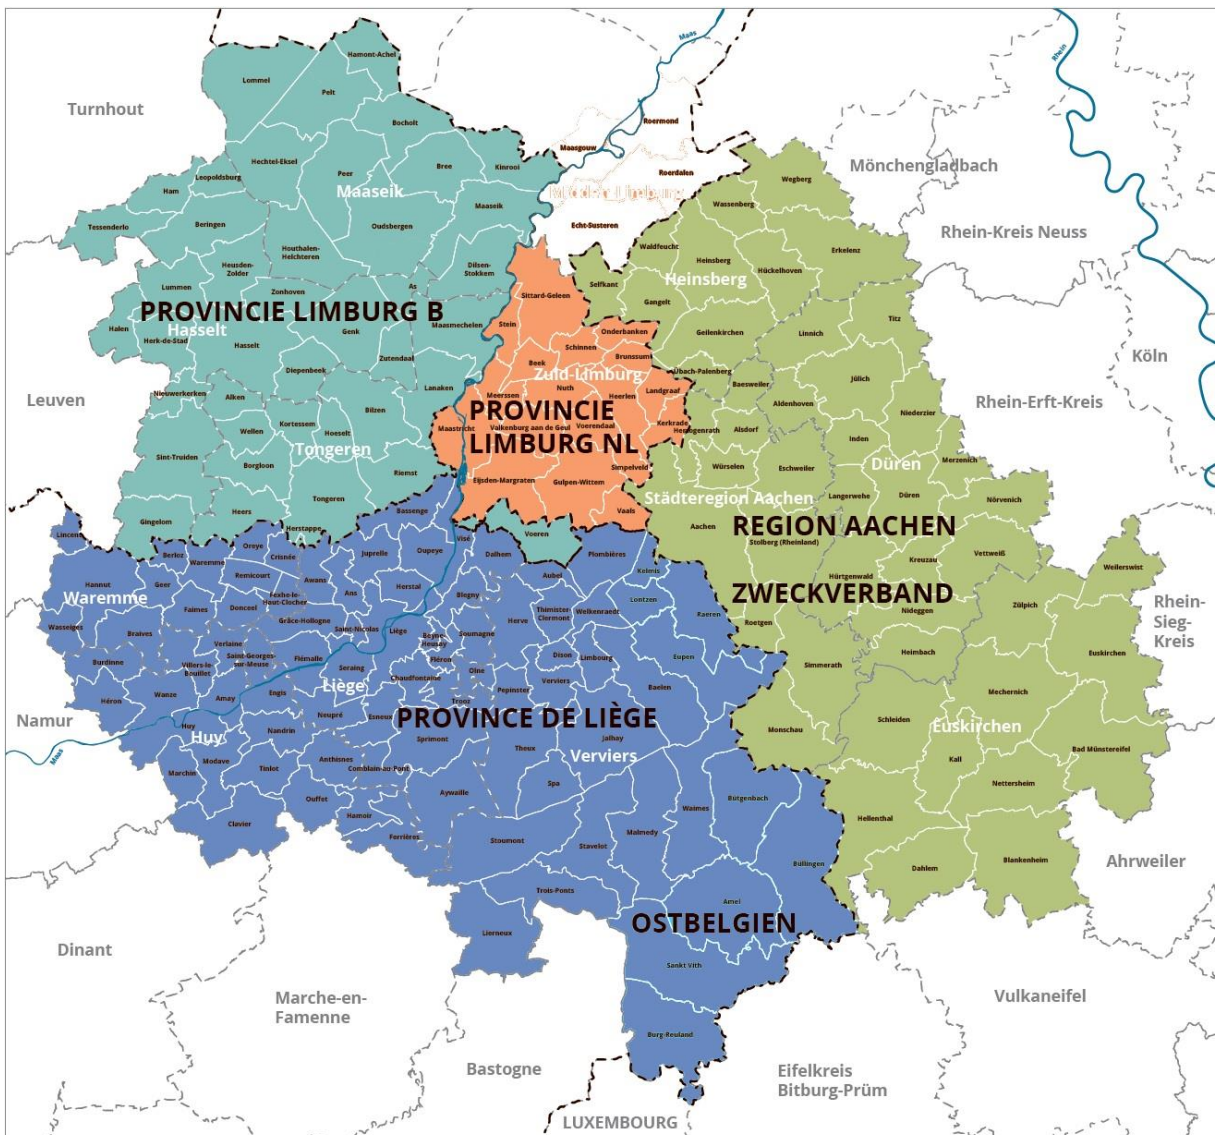 Maas
Rhein
Hamont-Achel
Lommel
Pelt
Turnhout
Bocholt
Roermond
Maasgouw
Hechtel-Eksel
Peer
Bree
Kinrooi
Leopoldsburg
Roerdalen
Mönchengladbach
Wegberg
Ham
Maaseik
Midden-Limburg
Wassenberg
Maaseik
Tessenderlo
Beringen
Oudsbergen
Echt-Susteren
Rhein-Kreis Neuss
Waldfeucht
Erkelenz
Houthalen-
Helchteren
Heinsberg
Heusden-
Zolder
Dilsen-
Stokkem
Hückelhoven
Heinsberg
Selfkant
Lummen
Zonhoven
As
Sittard-Geleen
Gangelt
PROVINCIE LIMBURG B
Titz
Halen
Hasselt
Genk
Maasmechelen
Stein
Onderbanken
Geilenkirchen
Linnich
Herk-de-Stad
Hasselt
Schinnen
Zutendaal
Beek
Brunssum
Köln
Diepenbeek
Zuid-Limburg
Übach-Palenberg
Jülich
Nieuwerkerken
Alken
Lanaken
Meerssen
Nuth
Heerlen
Landgraaf
Baesweiler
Leuven
Aldenhoven
Rhein-Erft-Kreis
PROVINCIE
LIMBURG NL
Bilzen
Niederzier
Kortessem
Wellen
Hoeselt
Maastricht
Valkenburg aan de Geul
Voerendaal
Kerkrade
Herzogenrath
Alsdorf
Inden
Tongeren
Sint-Truiden
Borgloon
Riemst
Simpelveld
Würselen
Eschweiler
Düren
Merzenich
Eijsden-Margraten
Gulpen-Wittem
Städteregion Aachen
Langerwehe
Düren
Nörvenich
Tongeren
Heers
Bassenge
Vaals
Aachen
REGION AACHEN
Gingelom
Herstappe
Lincent
Voeren
Stolberg (Rheinland)
Oreye
Visé
Vettweiß
Berloz
Waremme
Crisnée
Juprelle
Oupeye
Dalhem
Plombières
Kreuzau
Weilerswist
Hannut
Geer
Remicourt
Awans
Aubel
Kelmis
Hürtgenwald
ZWECKVERBAND
Waremme
Fexhe-le-
Haut-Clocher
Ans
Herstal
Blegny
Lontzen
Rhein-
Sieg-
Kreis
Faimes
Donceel
Thimister-
Clermont
Welkenraedt
Raeren
Nideggen
Zülpich
Wasseiges
Grâce-Hollogne
Herve
Roetgen
Braives
Saint-Nicolas
Liège
Beyne-
Heusay
Soumagne
Verlaine
Heimbach
Euskirchen
Burdinne
Villers-le-
Bouillet
Saint-Georges-
sur-Meuse
Flémalle
Seraing
Fléron
Olne
Dison
Limbourg
Eupen
Simmerath
Chaudfontaine
Verviers
Liège
Héron
Wanze
Amay
Engis
Pepinster
Baelen
Mechernich
Trooz
Namur
Neupré
Esneux
PROVINCE DE LIÈGE
Schleiden
Euskirchen
Huy
Huy
Nandrin
Sprimont
Jalhay
Monschau
Maas
Theux
Verviers
Bad Münstereifel
Modave
Anthisnes
Kall
Marchin
Tinlot
Comblain-au-Pont
Spa
Nettersheim
Aywaille
Ouffet
Bütgenbach
Waimes
Hamoir
Hellenthal
Clavier
Malmedy
Ferrières
Stoumont
Stavelot
Blankenheim
Ahrweiler
Büllingen
Dahlem
Trois-Ponts
Amel
OSTBELGIEN
Lierneux
Dinant
Sankt Vith
Marche-en-
Famenne
Vulkaneifel
Burg-Reuland
Bastogne
Eifelkreis
Bitburg-Prüm
LUXEMBOURG